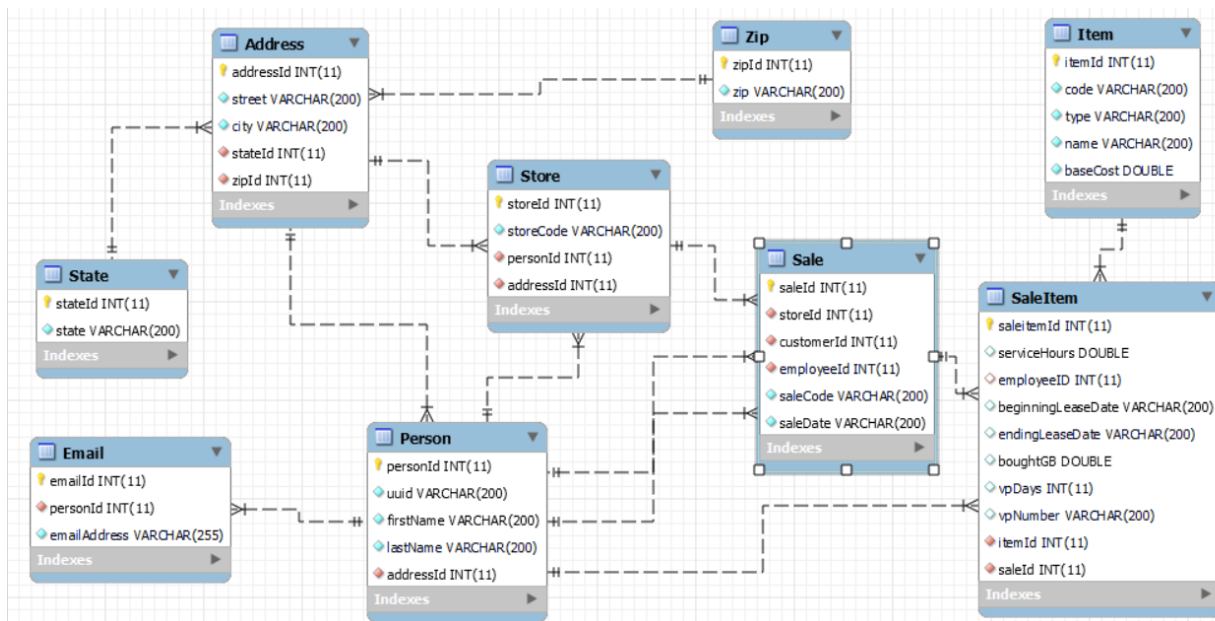 Address
addressId INT(11)
street VARCHAR(200)
city VARCHAR(200)
stateId INT(11)
zipId INT(11)
Indexes
Zip
zipId INT(11)
zip VARCHAR(200)
Indexes
Item
itemId INT(11)
code VARCHAR(200)
type VARCHAR(200)
name VARCHAR(200)
baseCost DOUBLE
Indexes
Store
storeId INT(11)
storeCode VARCHAR(200)
personId INT(11)
addressId INT(11)
Indexes
State
stateId INT(11)
state VARCHAR(200)
Indexes
Sale
saleId INT(11)
storeId INT(11)
customerId INT(11)
employeeId INT(11)
saleCode VARCHAR(200)
saleDate VARCHAR(200)
Indexes
SaleItem
saleitemId INT(11)
serviceHours DOUBLE
employeeID INT(11)
beginningLeaseDate VARCHAR(200)
endingLeaseDate VARCHAR(200)
boughtGB DOUBLE
vpDays INT(11)
vpNumber VARCHAR(200)
itemId INT(11)
saleId INT(11)
Indexes
Email
emailId INT(11)
personId INT(11)
emailAddress VARCHAR(255)
Indexes
Person
personId INT(11)
uuid VARCHAR(200)
firstName VARCHAR(200)
lastName VARCHAR(200)
addressId INT(11)
Indexes